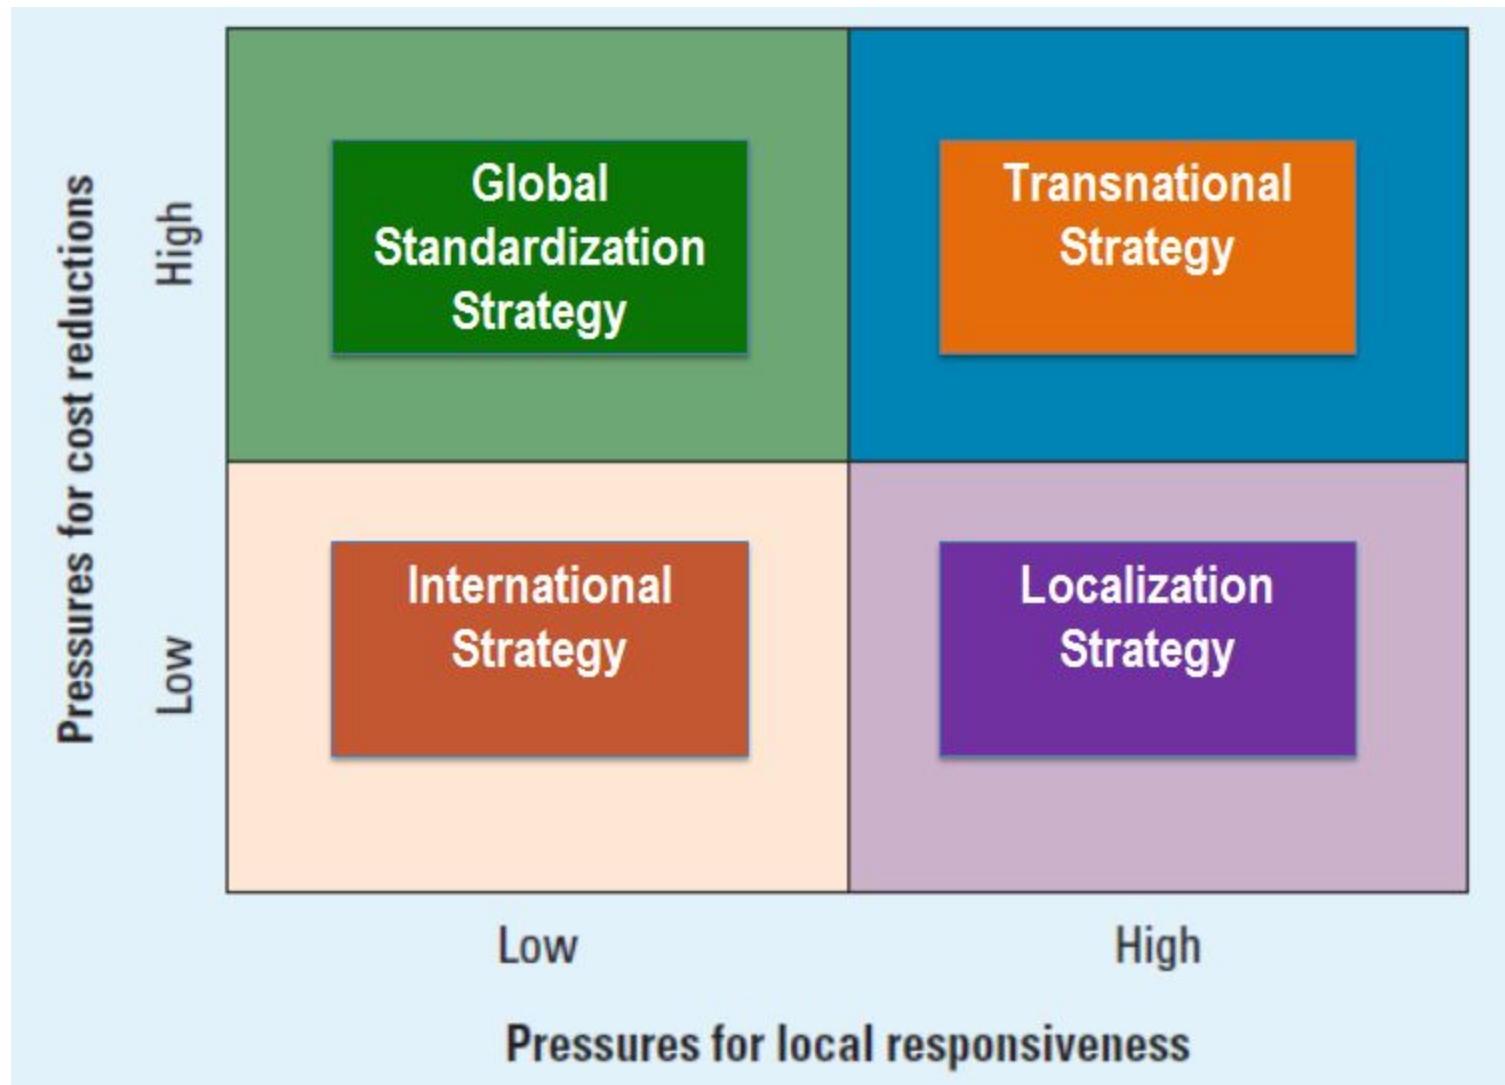 Pressures for cost reductions
High
Low
Global
Standardization
Strategy
Transnational
Strategy
International
Strategy
Localization
Strategy
Low
High
Pressures for local responsiveness